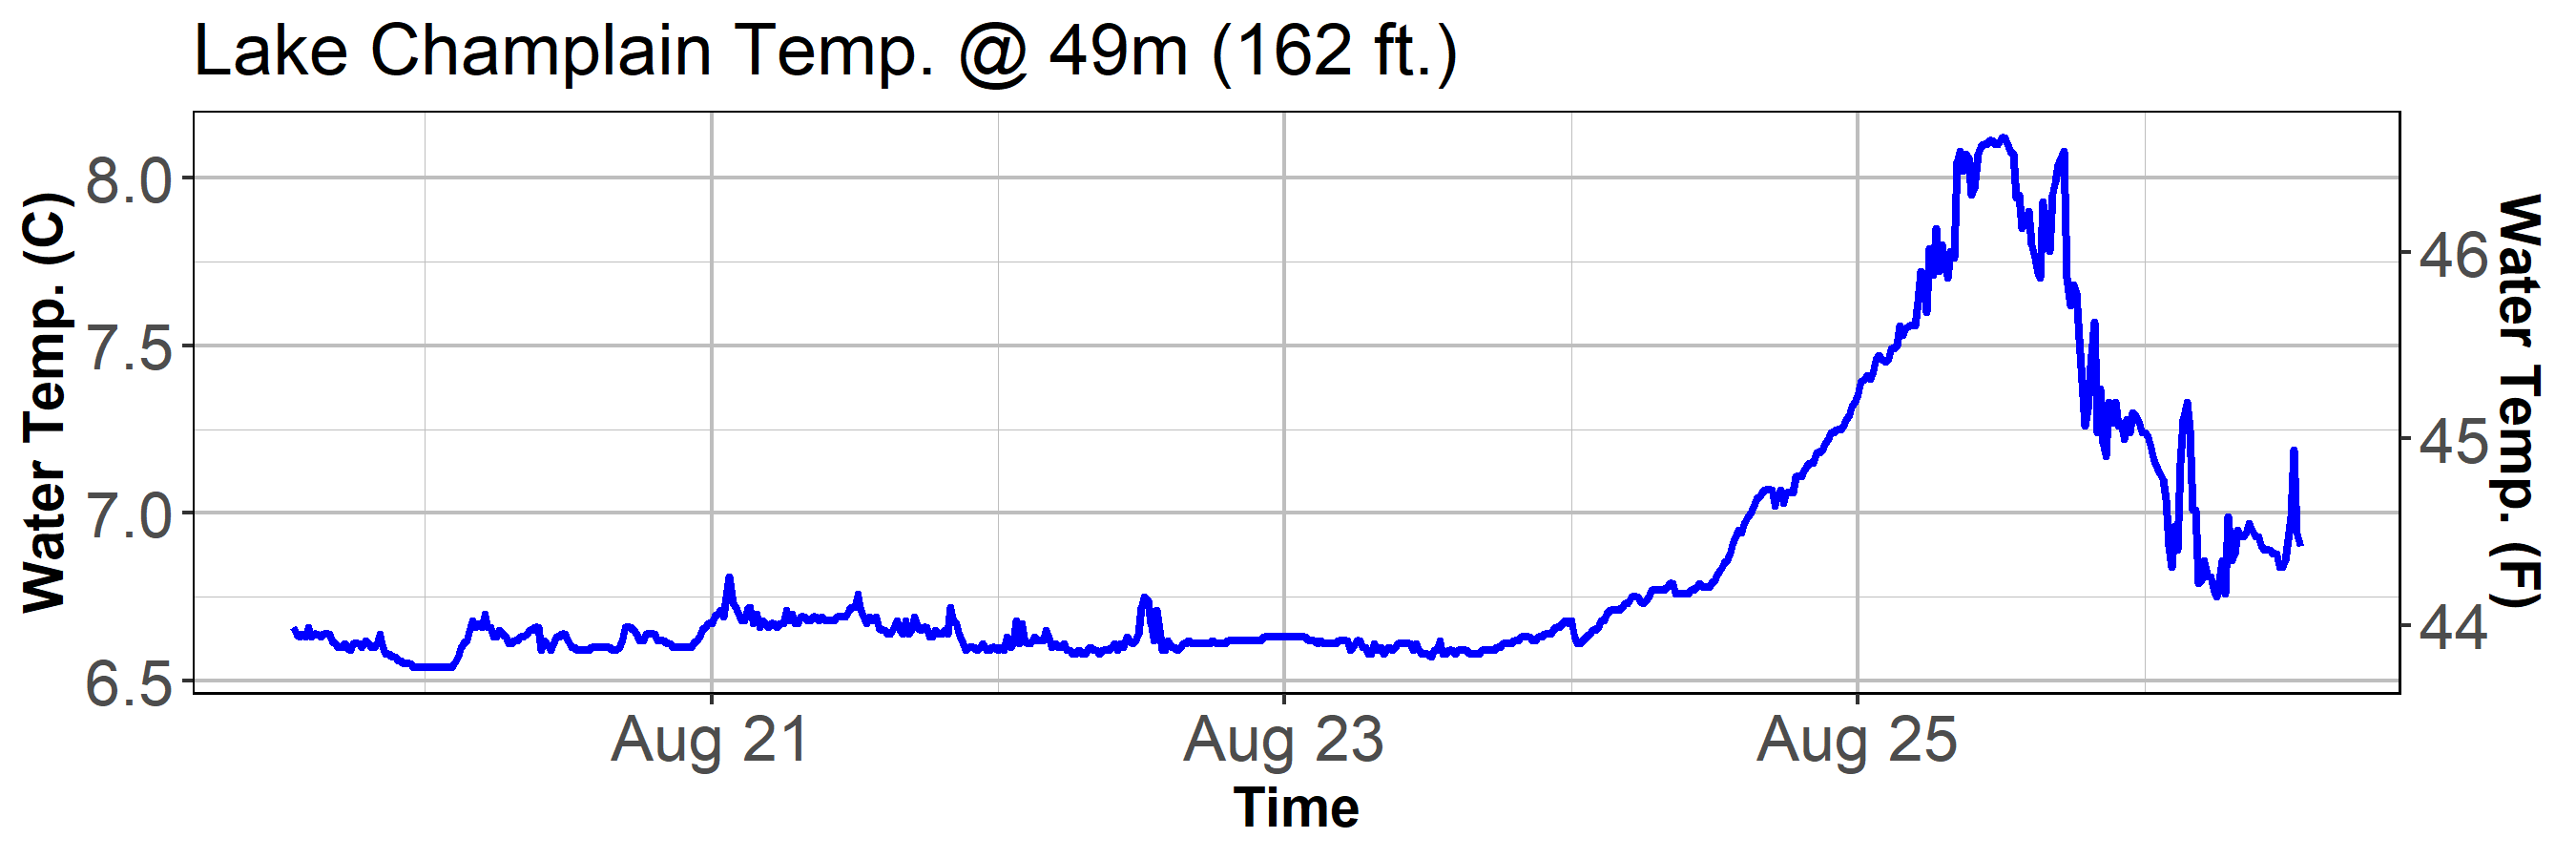 Lake Champlain Temp. @ 49m (162 ft.)
Water Temp. (C)
8.0
7.5
7.0
6.5
46
45
44
Water Temp. (F)
Aug 21 Aug 23 Aug 25
Time